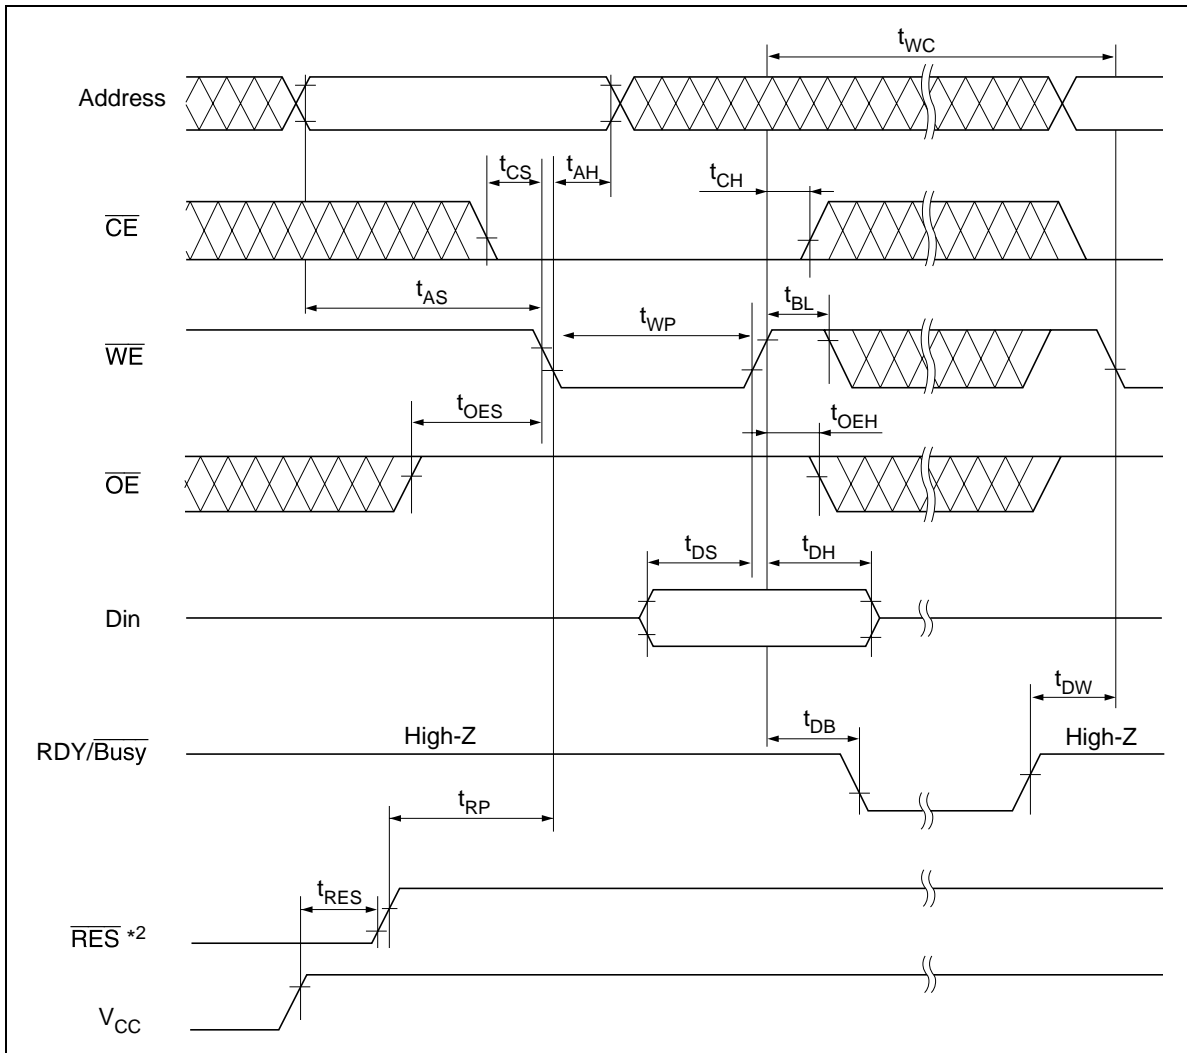 tWC
Address
tCS
tAH
tCH
CE
tAS
tBL
tWP
WE
tOES
tOEH
OE
tDS
tDH
Din
tDW
tDB
RDY/Busy
High-Z
High-Z
tRP
tRES
RES *2
VCC